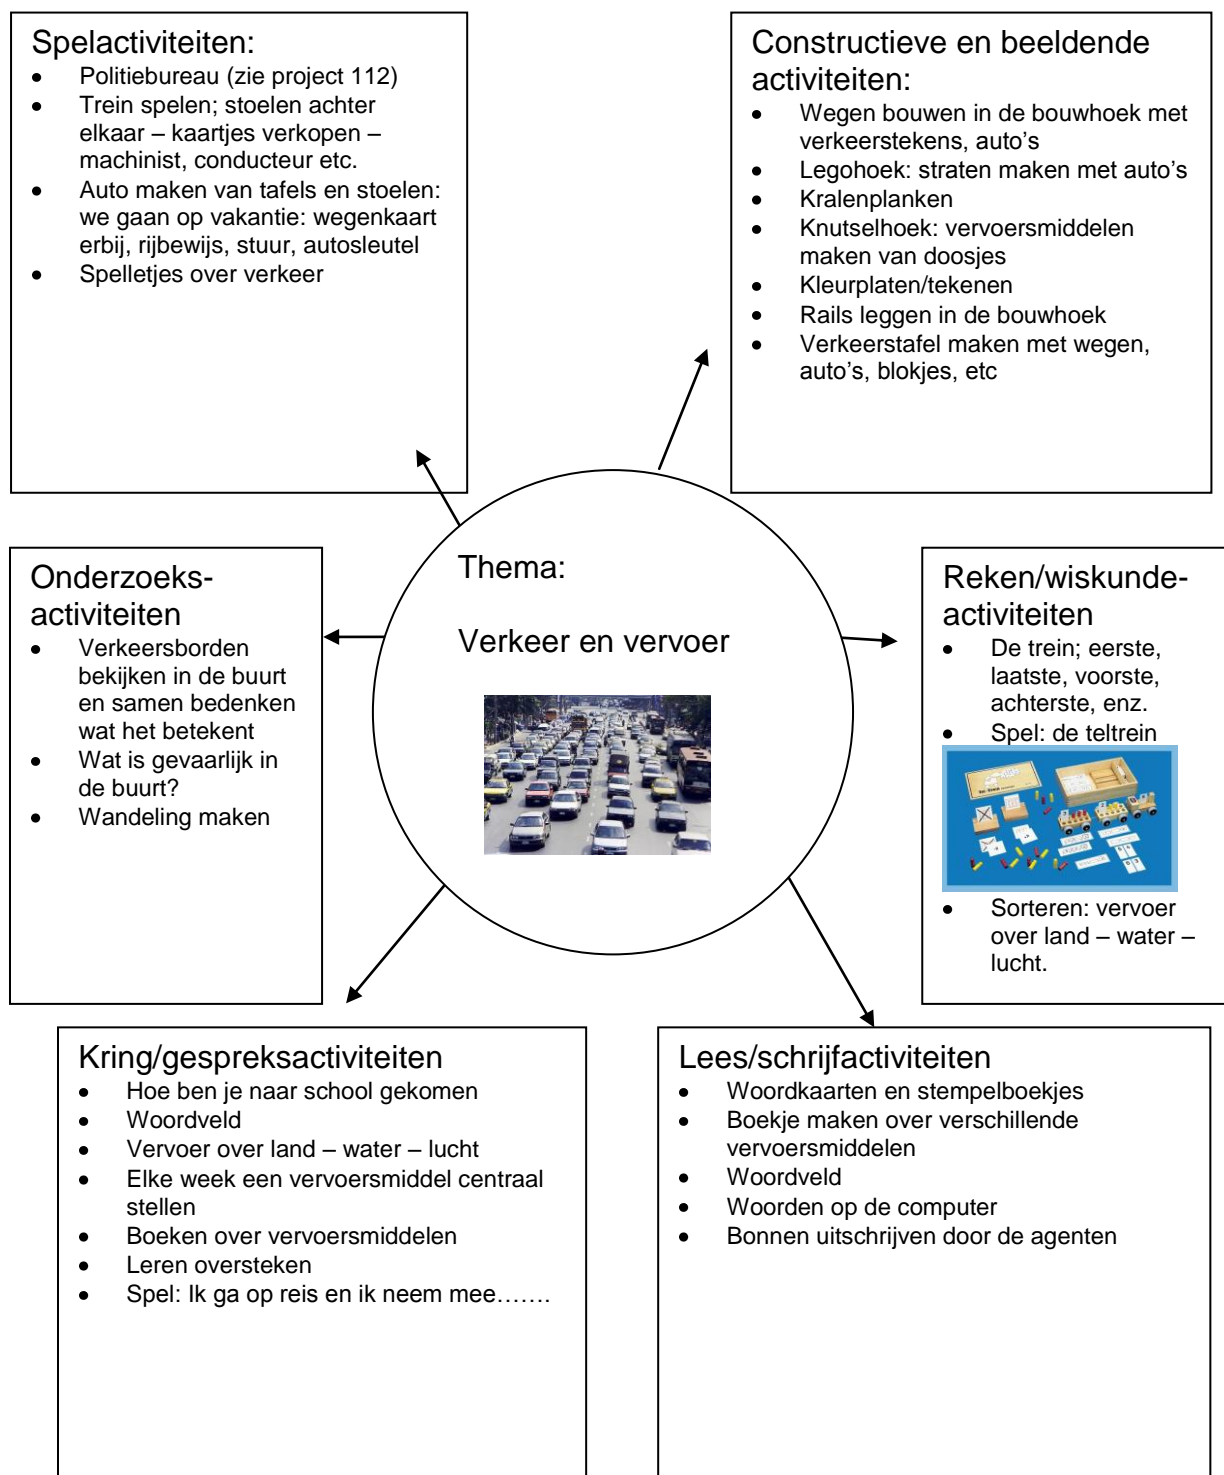 Spelactiviteiten:
• Politiebureau (zie project 112)
• Trein spelen; stoelen achter
elkaar – kaartjes verkopen –
machinist, conducteur etc.
• Auto maken van tafels en stoelen:
we gaan op vakantie: wegenkaart
erbij, rijbewijs, stuur, autosleutel
• Spelletjes over verkeer
Constructieve en beeldende
activiteiten:
• Wegen bouwen in de bouwhoek met
verkeerstekens, auto's
• Legohoek: straten maken met auto's
• Kralenplanken
• Knutselhoek: vervoersmiddelen
maken van doosjes
• Kleurplaten/tekenen
• Rails leggen in de bouwhoek
• Verkeerstafel maken met wegen,
auto's, blokjes, etc
Onderzoeks-
activiteiten
• Verkeersborden
bekijken in de buurt
en samen bedenken
wat het betekent
• Wat is gevaarlijk in
de buurt?
• Wandeling maken
Thema:
Verkeer en vervoer
Reken/wiskunde-
activiteiten
• De trein; eerste,
laatste, voorste,
achterste, enz.
• Spel: de teltrein
• Sorteren: vervoer
over land – water –
lucht.
Kring/gespreksactiviteiten
• Hoe ben je naar school gekomen
• Woordveld
• Vervoer over land – water – lucht
• Elke week een vervoersmiddel centraal
stellen
• Boeken over vervoersmiddelen
• Leren oversteken
• Spel: Ik ga op reis en ik neem mee…….
Lees/schrijfactiviteiten
• Woordkaarten en stempelboekjes
• Boekje maken over verschillende
vervoersmiddelen
• Woordveld
• Woorden op de computer
• Bonnen uitschrijven door de agenten